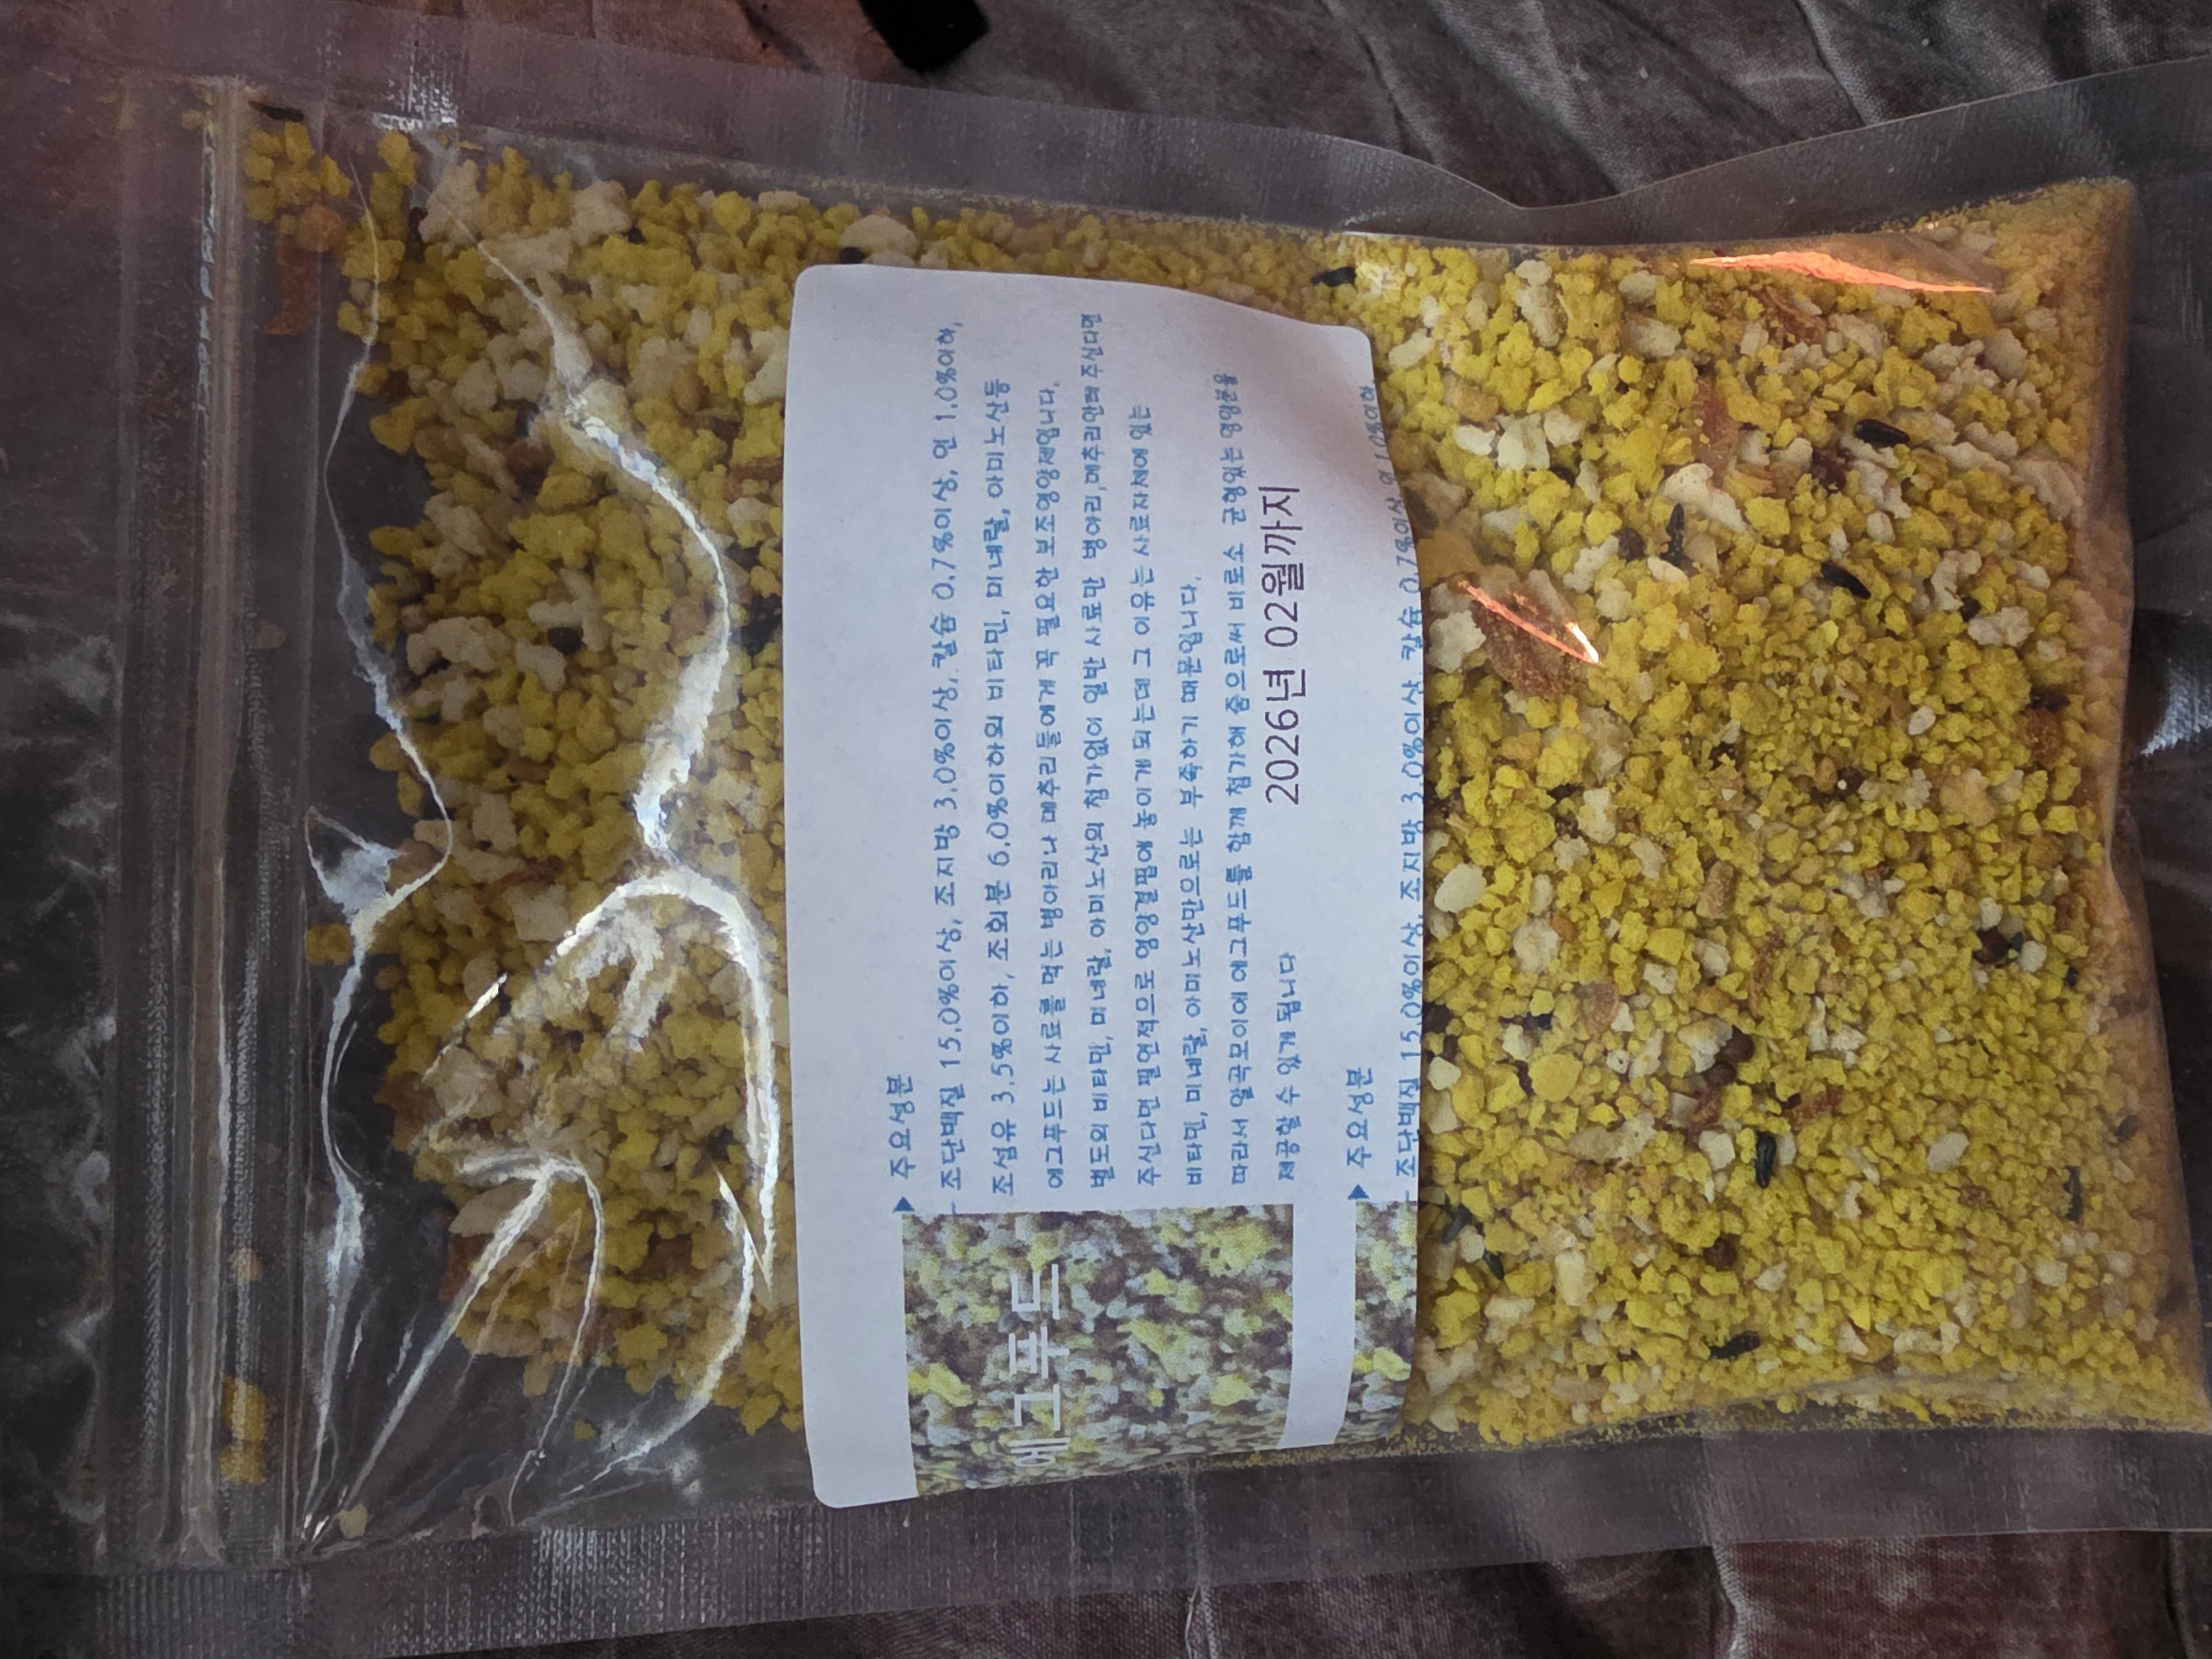 에그푸드
▶ 주요성분
- 조단백질 15.0%이상, 조지방 3.0%이상, 칼슘 0.7%이상, 인 1.0%이하,
조섬유 3.5%이하, 조회분 6.0%이하외 비타민, 미네랄, 아미노산등
에그푸드는 사료를 먹는 병아리나 메추리들에게 꼭 필요한 보조영양제입니다.
별도의 비타민, 미네랄, 아미노산의 첨가없이 일반 사료만 병아리,메추리안테 주신다면
주신다면 필연적으로 영양결핍에 놓이게 되는데 그 이유는 사료자체에 있는
비타민, 미네랄, 아미노산만으로는 부족하기 때문입니다.
따라서 알곡모이에 에그푸드를 함께 첨가해 줌으로써 비로소 균형있는 영양분을
제공할 수 있게 됩니다
2026년 02월까지
▶ 주요성분
- 조단백질 15.0%이상, 조지방 3.0%이상, 칼슘 0.7%이상, 인 1.0%이하,